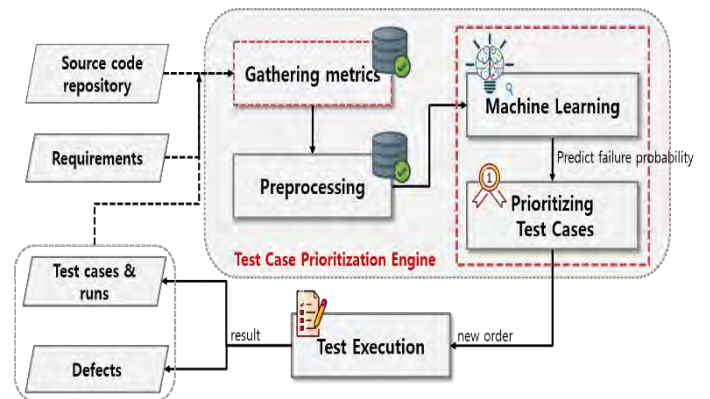 Source code
repository
Requirements
Gathering metrics
Preprocessing
Machine Learning
Predict failure probability
1
Prioritizing
Test Cases
Test Case Prioritization Engine
Test cases &
runs
Defects
result
Test Execution
new order